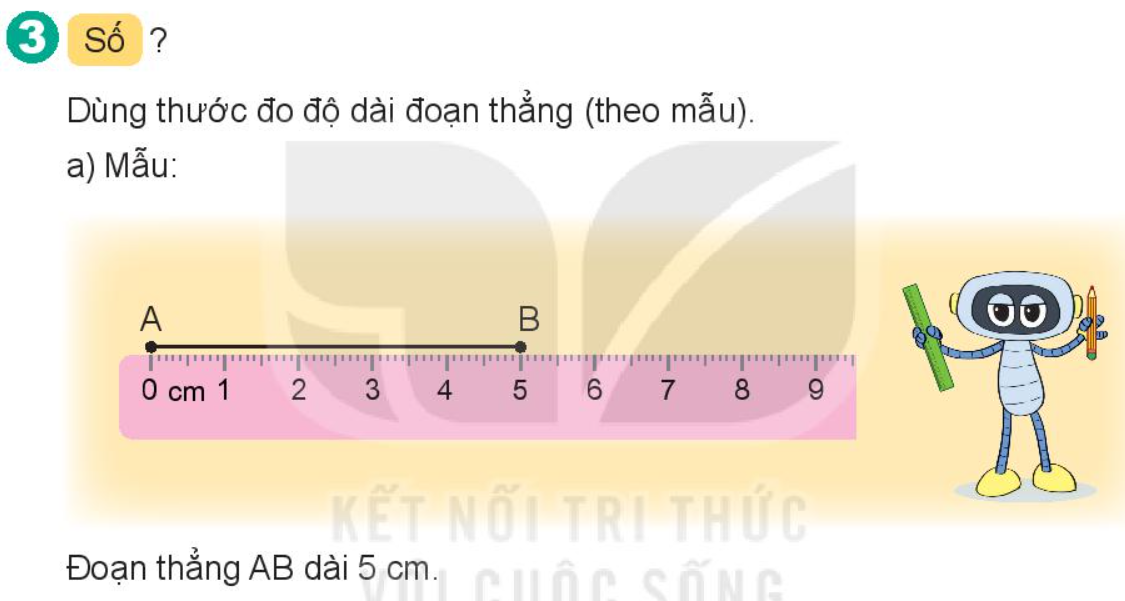 3 Số ?
Dùng thước đo độ dài đoạn thẳng (theo mẫu).
a) Mẫu:
A B
0 cm 1 2 3 4 5 6 7 8 9
KẾT NỐI TRI THỨC
Đoạn thẳng AB dài 5 cm.
VỚI CUỘC SỐNG